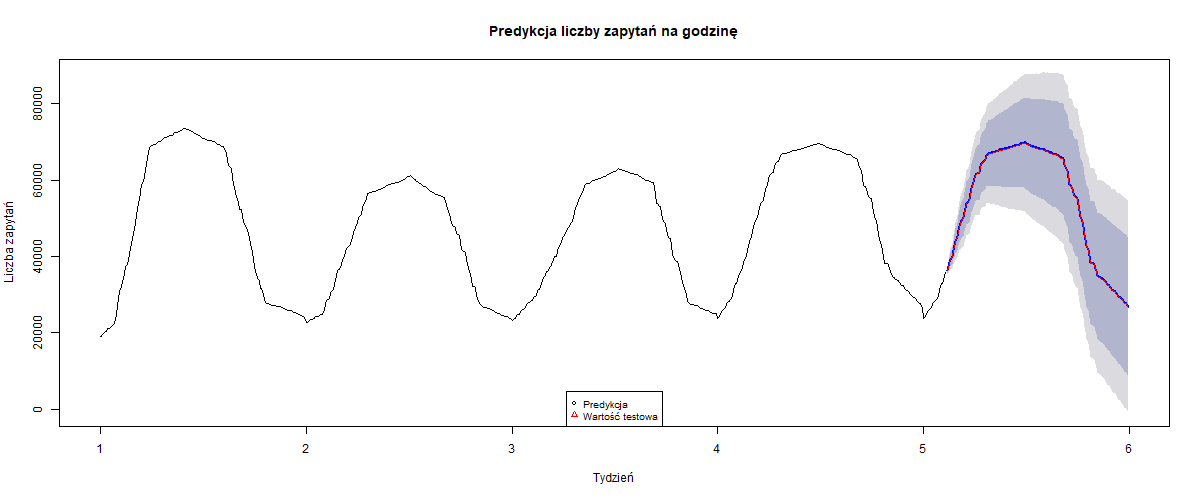 Predykcja liczby zapytań na godzinę
Liczba zapytań
80000
60000
40000
20000
0
Predykcja
Wartość testowa
1 2 3 4 5 6
Tydzień